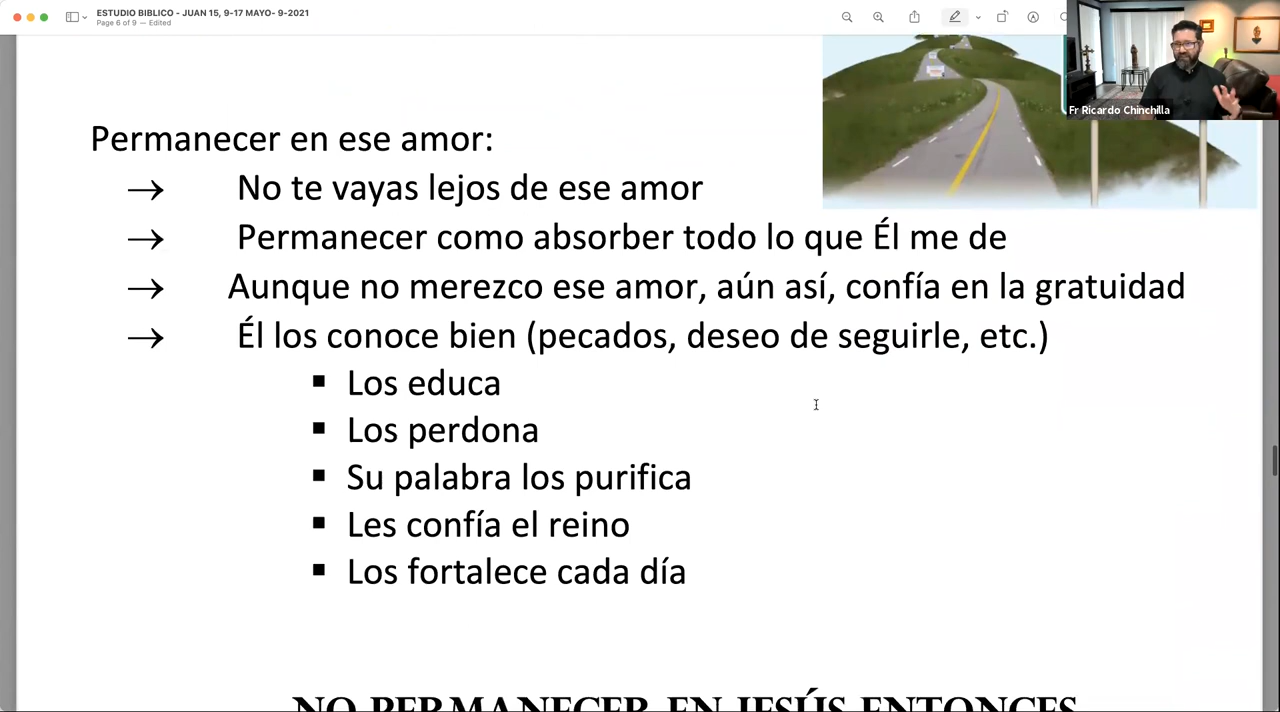 ESTUDIO BIBLICO - JUAN 15, 9-17 MAYO- 9-2021
Page 6 of 9 — Edited
Fr Ricardo Chinchilla
Permanecer en ese amor:
→ No te vayas lejos de ese amor
→ Permanecer como absorber todo lo que Él me de
→ Aunque no merezco ese amor, aún así, confía en la gratuidad
→ Él los conoce bien (pecados, deseo de seguirle, etc.)
▪ Los educa
▪ Los perdona
▪ Su palabra los purifica
▪ Les confía el reino
▪ Los fortalece cada día
NO PERMANECER EN JESÚS ENTONCES